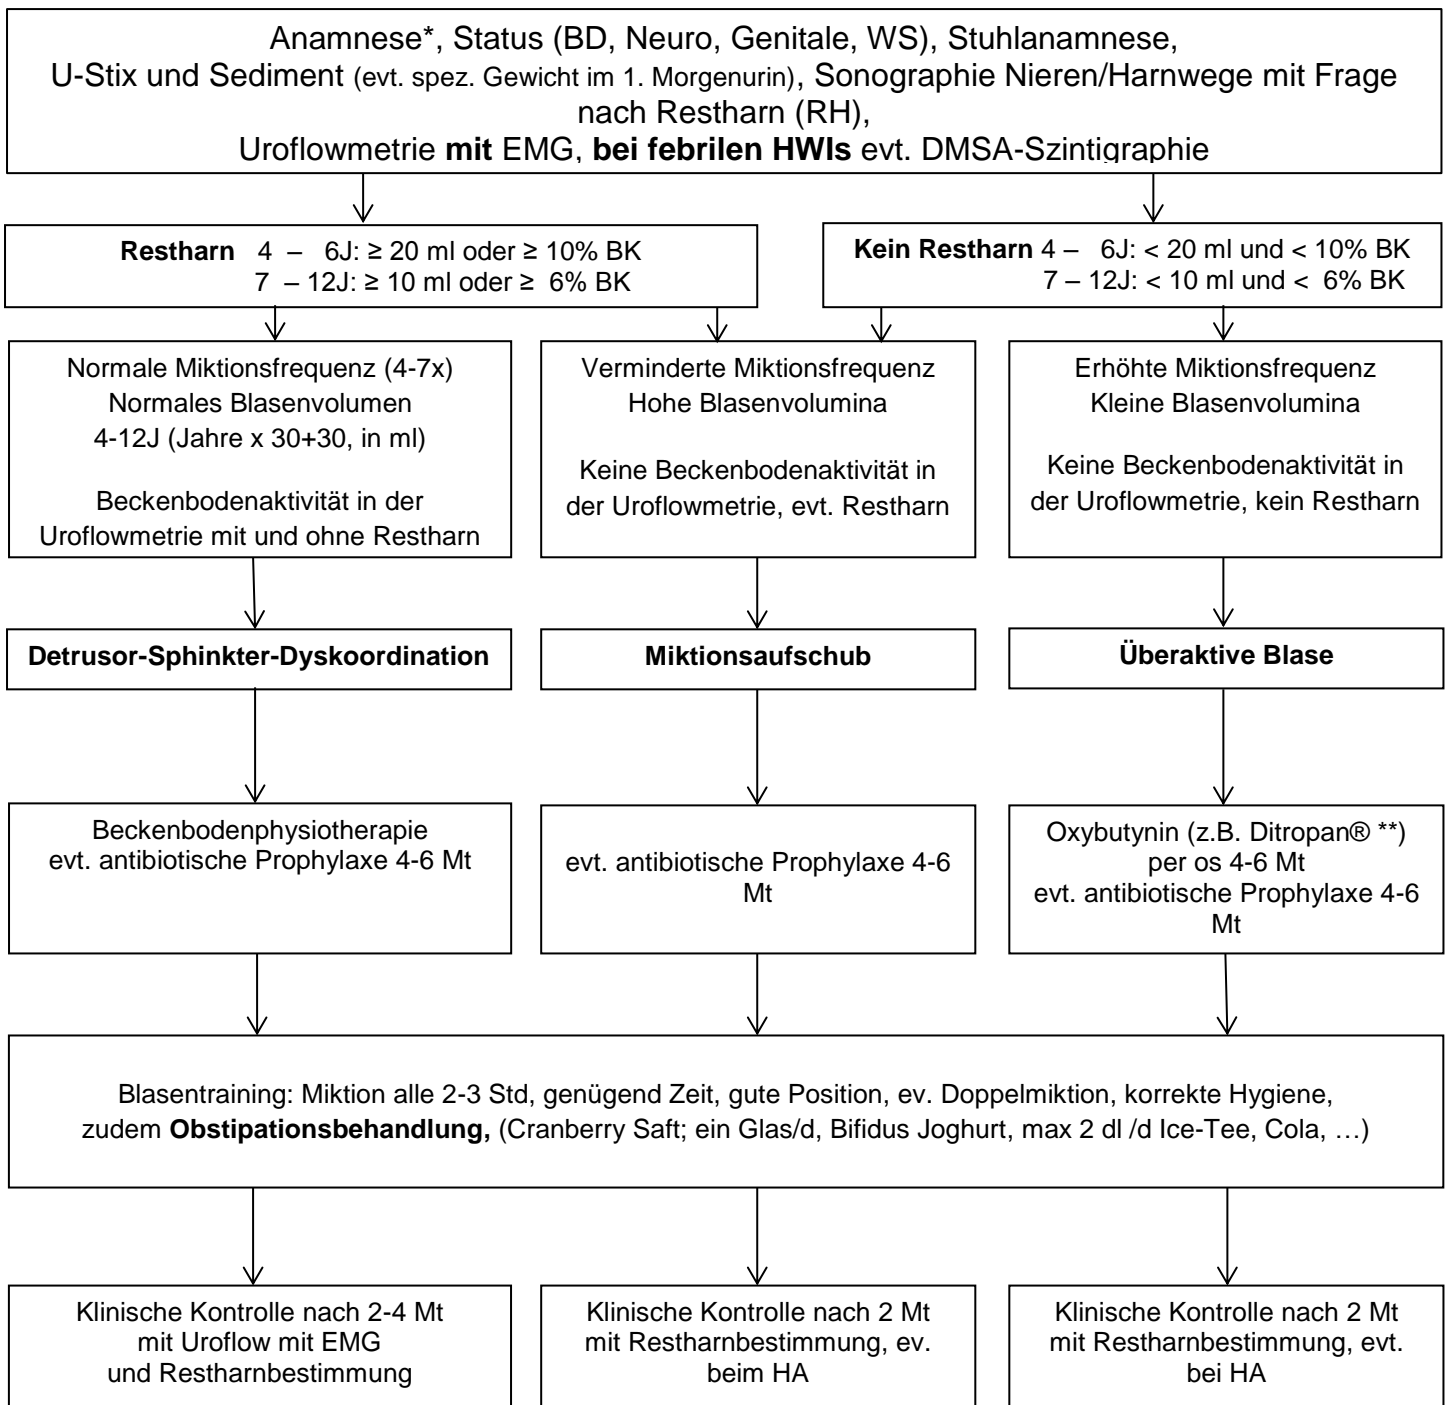 Anamnese*, Status (BD, Neuro, Genitale, WS), Stuhlanamnese,
U-Stix und Sediment (evt. spez. Gewicht im 1. Morgenurin), Sonographie Nieren/Harnwege mit Frage
nach Restharn (RH),
Uroflowmetrie mit EMG, bei febrilen HWIs evt. DMSA-Szintigraphie
Restharn 4 – 6J: ≥ 20 ml oder ≥ 10% BK
7 – 12J: ≥ 10 ml oder ≥ 6% BK
Kein Restharn 4 – 6J: < 20 ml und < 10% BK
7 – 12J: < 10 ml und < 6% BK
Normale Miktionsfrequenz (4-7x)
Normales Blasenvolumen
4-12J (Jahre x 30+30, in ml)
Beckenbodenaktivität in der
Uroflowmetrie mit und ohne Restharn
Verminderte Miktionsfrequenz
Hohe Blasenvolumina
Keine Beckenbodenaktivität in
der Uroflowmetrie, evt. Restharn
Erhöhte Miktionsfrequenz
Kleine Blasenvolumina
Keine Beckenbodenaktivität in
der Uroflowmetrie, kein Restharn
Detrusor-Sphinkter-Dyskoordination
Miktionsaufschub
Überaktive Blase
Beckenbodenphysiotherapie
evt. antibiotische Prophylaxe 4-6 Mt
evt. antibiotische Prophylaxe 4-6
Mt
Oxybutynin (z.B. Ditropan® **)
per os 4-6 Mt
evt. antibiotische Prophylaxe 4-6
Mt
Blasentraining: Miktion alle 2-3 Std, genügend Zeit, gute Position, ev. Doppelmiktion, korrekte Hygiene,
zudem Obstipationsbehandlung, (Cranberry Saft; ein Glas/d, Bifidus Joghurt, max 2 dl /d Ice-Tee, Cola, …)
Klinische Kontrolle nach 2-4 Mt
mit Uroflow mit EMG
und Restharnbestimmung
Klinische Kontrolle nach 2 Mt
mit Restharnbestimmung, ev.
beim HA
Klinische Kontrolle nach 2 Mt
mit Restharnbestimmung, evt.
bei HA